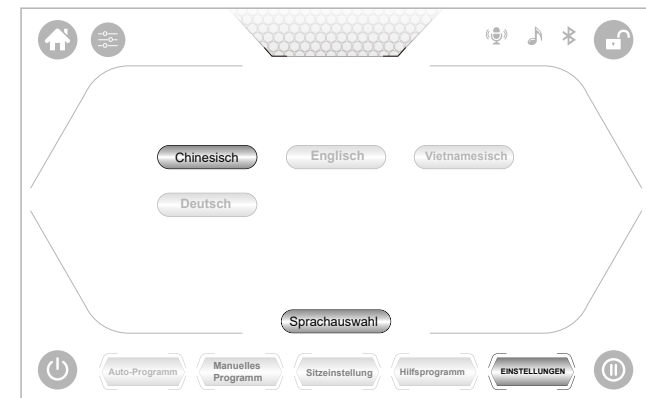 Chinesisch
Englisch
Vietnamesisch
Deutsch
Sprachauswahl
Auto-Programm
Manuelles
Programm
Sitzeinstellung
Hilfsprogramm
EINSTELLUNGEN